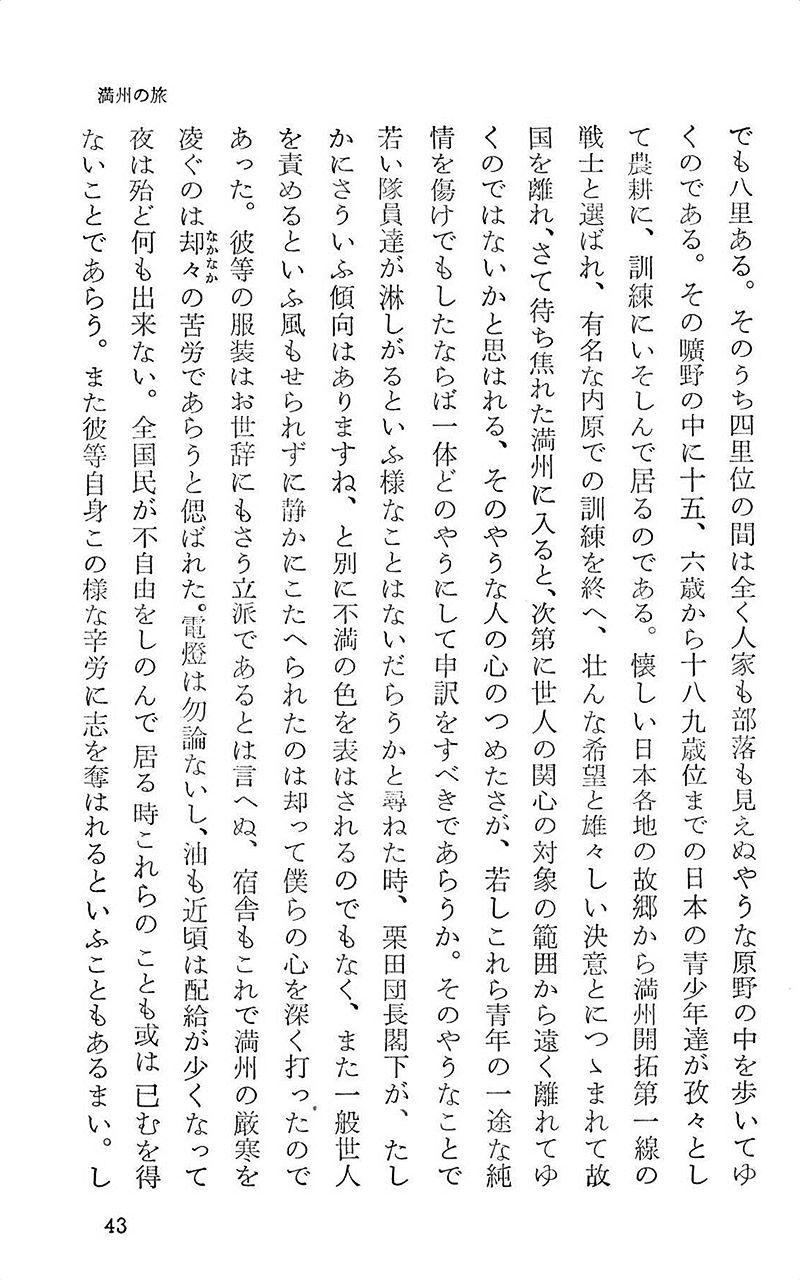 満州の旅
でも八里ある。そのうち四里位の間は全く人家も部落も見えぬやうな原野の中を歩いてゆ
くのである。その曠野の中に十五、六歳から十八九歳位までの日本の青少年達が孜々とし
て農耕に、訓練にいそしんで居るのである。懐しい日本各地の故郷から満州開拓第一線の
戦士と選ばれ、有名な内原での訓練を終へ、壮んな希望と雄々しい決意とにつゝまれて故
国を離れ、さて待ち焦れた満州に入ると、次第に世人の関心の対象の範囲から遠く離れてゆ
くのではないかと思はれる、そのやうな人の心のつめたさが、若しこれら青年の一途な純
情を傷けでもしたならば一体どのやうにして申訳をすべきであらうか。そのやうなことで
若い隊員達が淋しがるといふ様なことはないだらうかと尋ねた時、栗田団長閣下が、たし
かにさういふ傾向はありますね、と別に不満の色を表はされるのでもなく、また一般世人
を責めるといふ風もせられずに静かにこたへられたのは却って僕らの心を深く打ったので
あった。彼等の服装はお世辞にもさう立派であるとは言へぬ、宿舎もこれで満州の厳寒を
凌ぐのは却々なかなかの苦労であらうと偲ばれた。電燈は勿論ないし、油も近頃は配給が少くなって
夜は殆ど何も出来ない。全国民が不自由をしのんで居る時これらのことも或は已むを得
ないことであらう。また彼等自身この様な辛労に志を奪はれるといふこともあるまい。し
43